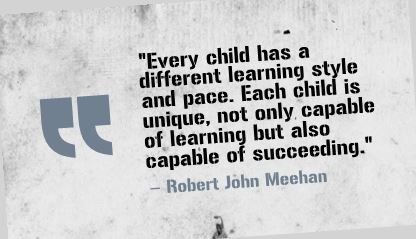 "Every child has a
different learning style
and pace. Each child is
unique, not only capable
of learning but also
capable of succeeding."
– Robert John Meehan